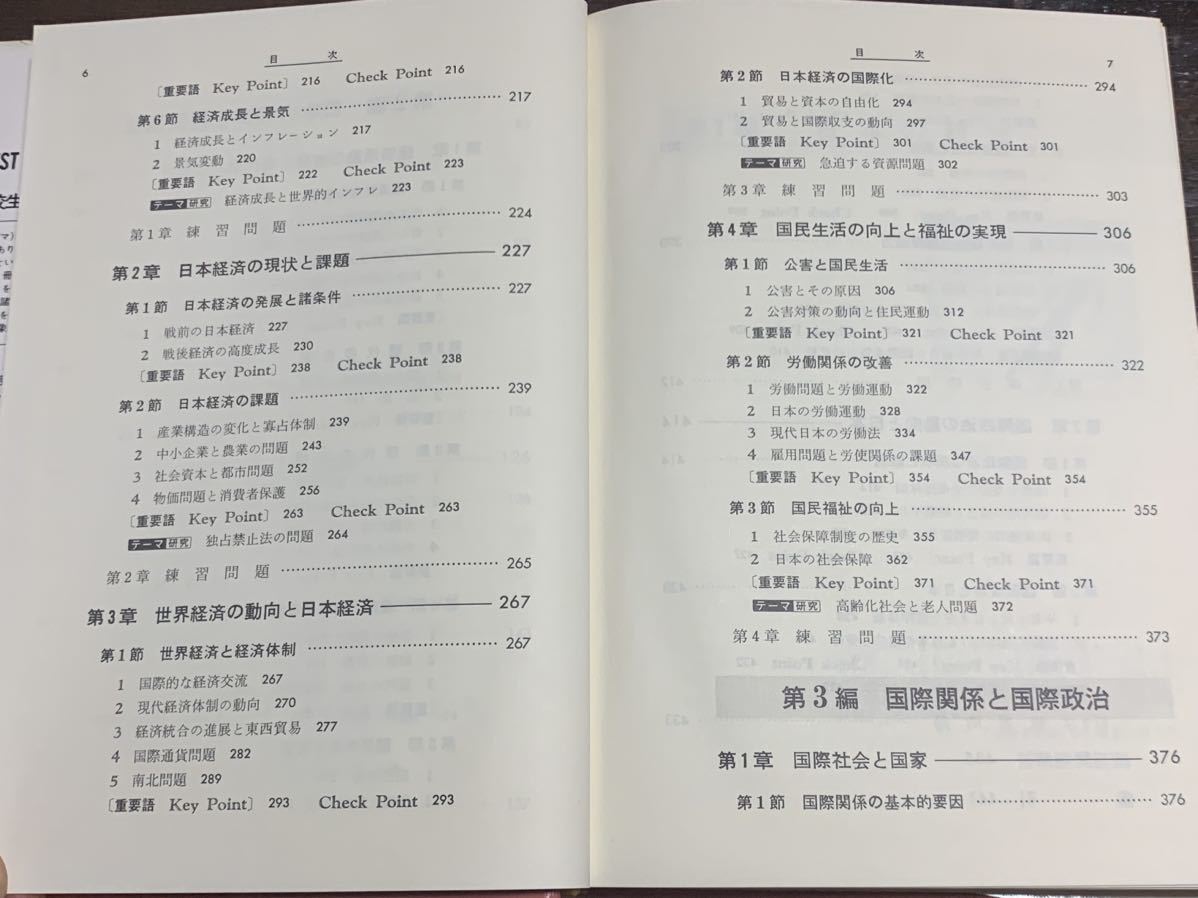 6
目 次
〔重要語 Key Point〕 216 Check Point 216
第6節 経済成長と景気 217
1 経済成長とインフレーション 217
2 景気変動 220
〔重要語 Key Point〕 222 Check Point 223
テーマ研究 経済成長と世界的インフレ 223
第1章 練習問題 224
第2章 日本経済の現状と課題 227
第1節 日本経済の発展と諸条件 227
1 戦前の日本経済 227
2 戦後経済の高度成長 230
〔重要語 Key Point〕 238 Check Point 238
第2節 日本経済の課題 239
1 産業構造の変化と寡占体制 239
2 中小企業と農業の問題 243
3 社会資本と都市問題 252
4 物価問題と消費者保護 256
〔重要語 Key Point〕 263 Check Point 263
テーマ研究 独占禁止法の問題 264
第2章 練習問題 265
第3章 世界経済の動向と日本経済 267
第1節 世界経済と経済体制 267
1 国際的な経済交流 267
2 現代経済体制の動向 270
3 経済統合の進展と東西貿易 277
4 国際通貨問題 282
5 南北問題 289
〔重要語 Key Point〕 293 Check Point 293
目 次
7
第2節 日本経済の国際化 294
1 貿易と資本の自由化 294
2 貿易と国際収支の動向 297
〔重要語 Key Point〕 301 Check Point 301
テーマ研究 急迫する資源問題 302
第3章 練習問題 303
第4章 国民生活の向上と福祉の実現 306
第1節 公害と国民生活 306
1 公害とその原因 306
2 公害対策の動向と住民運動 312
〔重要語 Key Point〕 321 Check Point 321
第2節 労働関係の改善 322
1 労働問題と労働運動 322
2 日本の労働運動 328
3 現代日本の労働法 334
4 雇用問題と労使関係の課題 347
〔重要語 Key Point〕 354 Check Point 354
第3節 国民福祉の向上 355
1 社会保障制度の歴史 355
2 日本の社会保障 362
〔重要語 Key Point〕 371 Check Point 371
テーマ研究 高齢化社会と老人問題 372
第4章 練習問題 373
第3編 国際関係と国際政治
第1章 国際社会と国家 376
第1節 国際関係の基本的要因 376